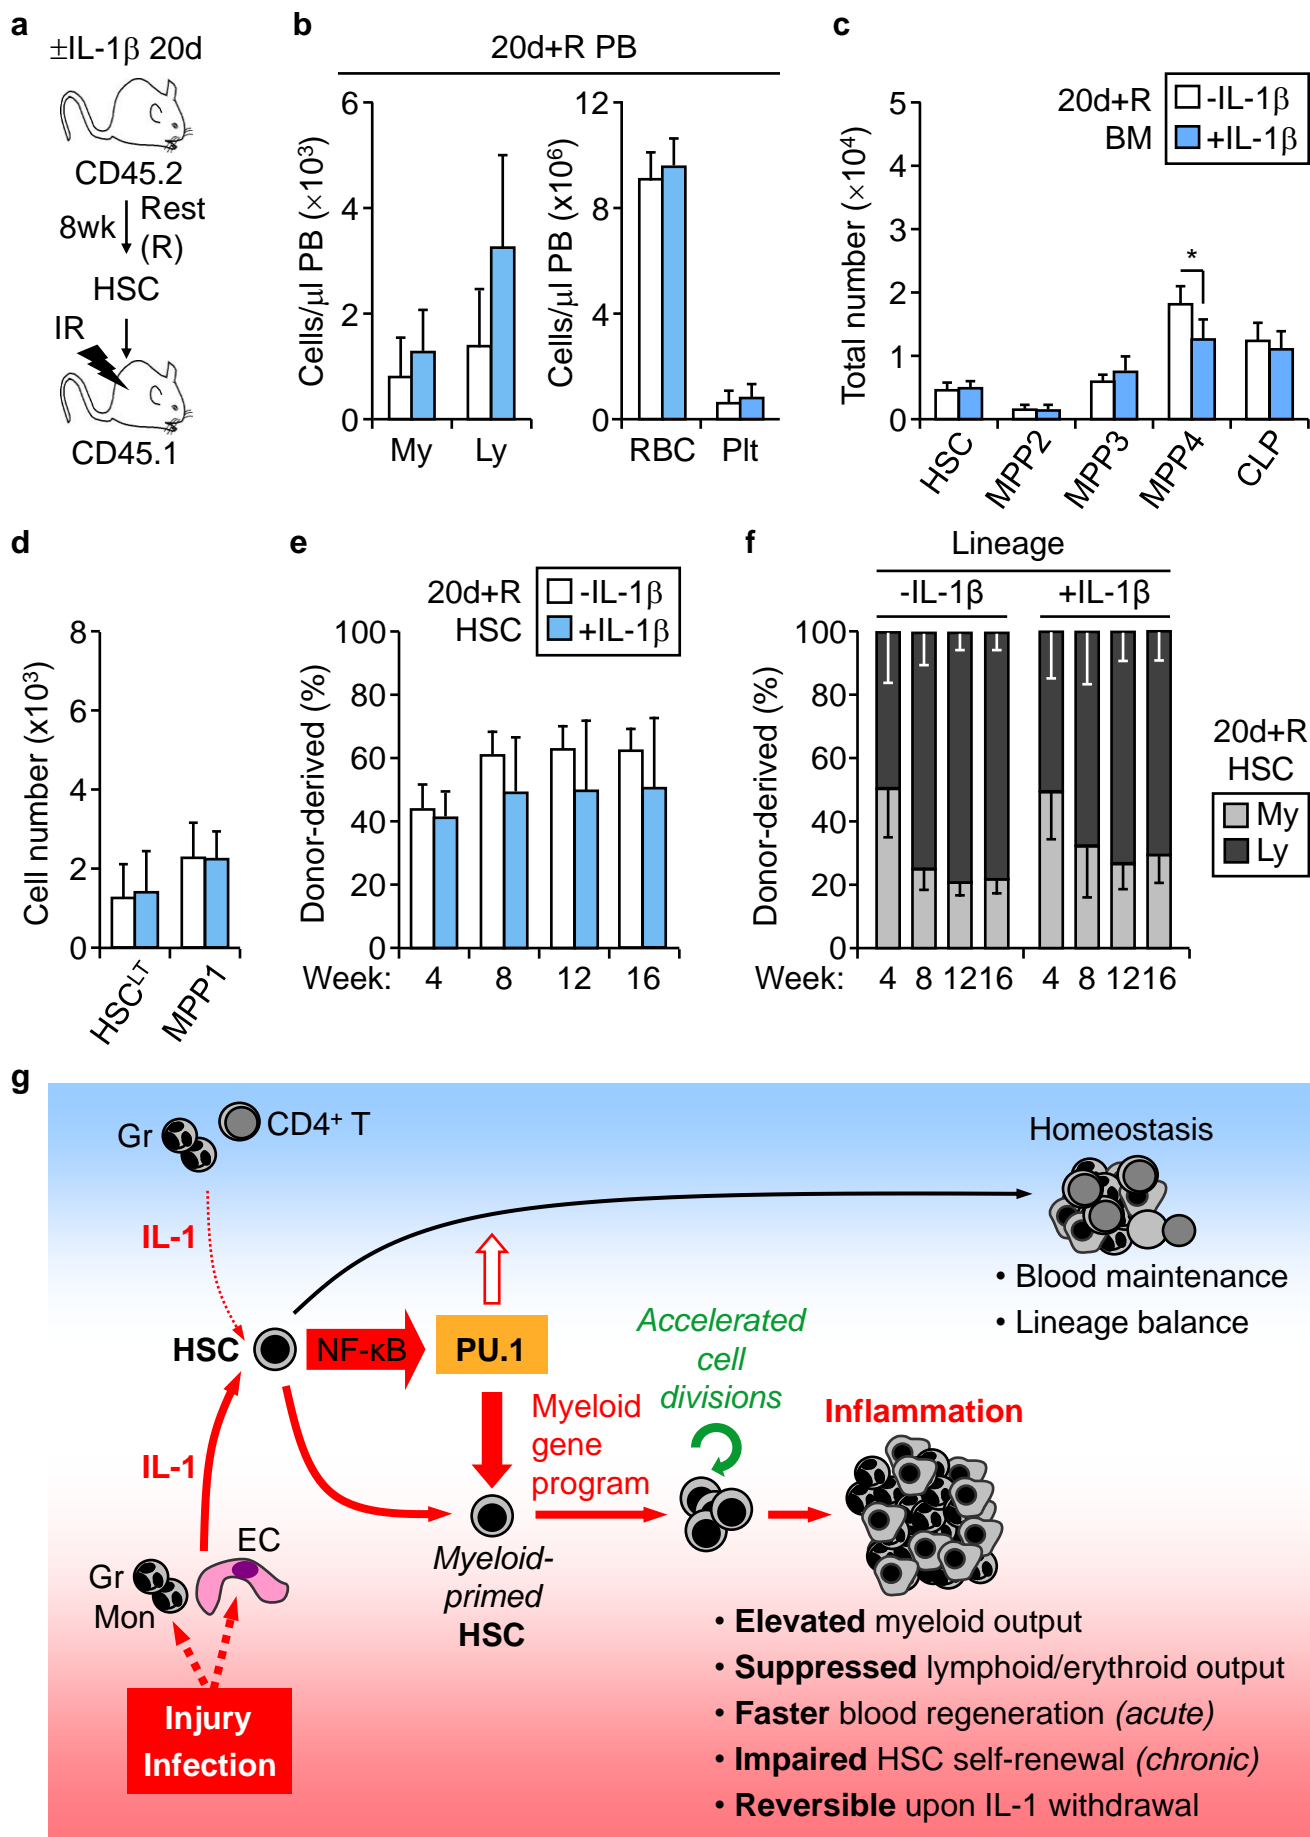 a
±IL-1β 20d
CD45.2
8wk
Rest
(R)
HSC
IR
CD45.1
b
20d+R PB
Cells/μl PB (×10³)
6
4
2
0
My
Ly
Cells/μl PB (x10⁶)
12
8
4
0
RBC
Plt
c
20d+R
BM
-IL-1β
+IL-1β
Total number (×10⁴)
5
4
3
2
1
0
*
HSC
MPP2
MPP3
MPP4
CLP
d
Cell number (x10³)
8
6
4
2
0
HSCᴸᵀ
MPP1
e
20d+R
HSC
-IL-1β
+IL-1β
Donor-derived (%)
100
80
60
40
20
0
Week: 4 8 12 16
f
Lineage
-IL-1β
+IL-1β
Donor-derived (%)
100
80
60
40
20
0
Week: 4 8 12 16 4 8 12 16
20d+R
HSC
My
Ly
g
Gr
CD4⁺ T
IL-1
HSC
NF-κB
PU.1
Homeostasis
• Blood maintenance
• Lineage balance
Accelerated
cell
divisions
Myeloid
gene
program
Inflammation
IL-1
EC
Gr
Mon
Myeloid-
primed
HSC
Injury
Infection
• Elevated myeloid output
• Suppressed lymphoid/erythroid output
• Faster blood regeneration (acute)
• Impaired HSC self-renewal (chronic)
• Reversible upon IL-1 withdrawal